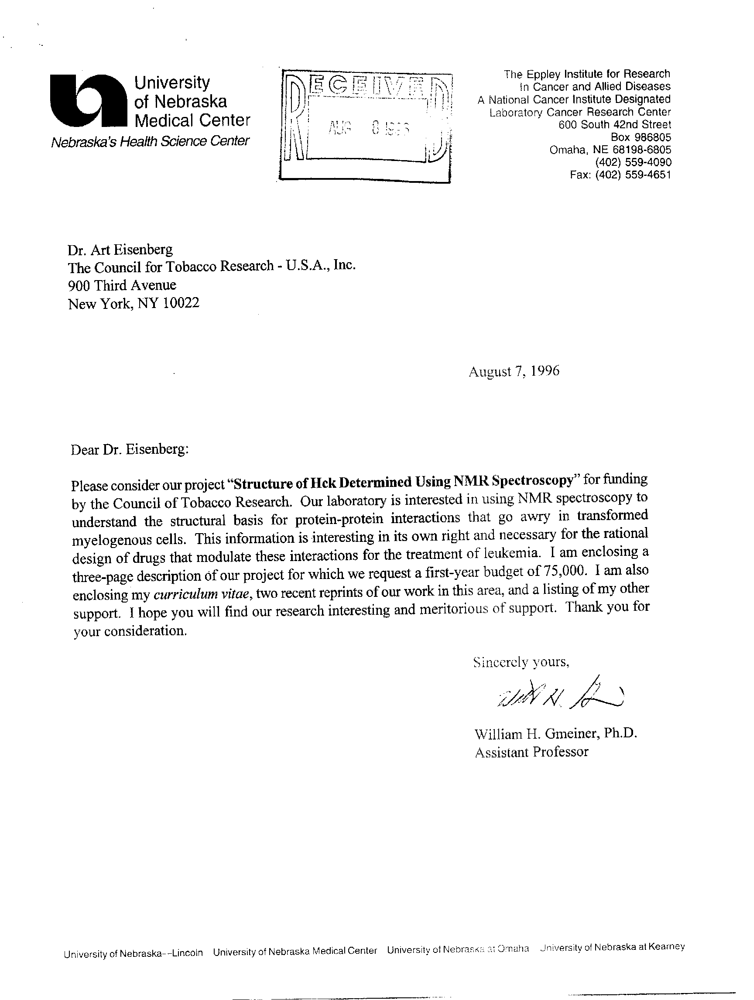 University
of Nebraska
Medical Center
Nebraska's Health Science Center
RECEIVED
AUG 8 1996
The Eppley Institute for Research
In Cancer and Allied Diseases
A National Cancer Institute Designated
Laboratory Cancer Research Center
600 South 42nd Street
Box 986805
Omaha, NE 68198-6805
(402) 559-4090
Fax: (402) 559-4651
Dr. Art Eisenberg
The Council for Tobacco Research - U.S.A., Inc.
900 Third Avenue
New York, NY 10022
August 7, 1996
Dear Dr. Eisenberg:
Please consider our project “Structure of Hck Determined Using NMR Spectroscopy” for funding
by the Council of Tobacco Research. Our laboratory is interested in using NMR spectroscopy to
understand the structural basis for protein-protein interactions that go awry in transformed
myelogenous cells. This information is interesting in its own right and necessary for the rational
design of drugs that modulate these interactions for the treatment of leukemia. I am enclosing a
three-page description of our project for which we request a first-year budget of 75,000. I am also
enclosing my curriculum vitae, two recent reprints of our work in this area, and a listing of my other
support. I hope you will find our research interesting and meritorious of support. Thank you for
your consideration.
Sincerely yours,
William H. Gmeiner, Ph.D.
Assistant Professor
University of Nebraska--Lincoln University of Nebraska Medical Center University of Nebraska at Omaha University of Nebraska at Kearney